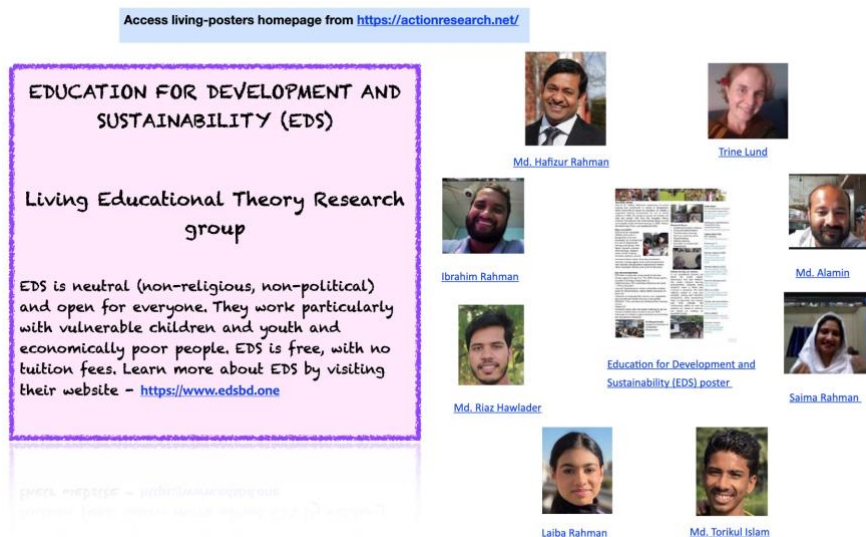 Access living-posters homepage from https://actionresearch.net/
EDUCATION FOR DEVELOPMENT AND
SUSTAINABILITY (EDS)
Living Educational Theory Research
group
EDS is neutral (non-religious, non-political)
and open for everyone. They work particularly
with vulnerable children and youth and
economically poor people. EDS is free, with no
tuition fees. Learn more about EDS by visiting
their website – https://www.edsbd.one
Md. Hafizur Rahman
Trine Lund
Ibrahim Rahman
Md. Alamin
Md. Riaz Hawlader
Education for Development and
Sustainability (EDS) poster
Saima Rahman
Laiba Rahman
Md. Torikul Islam